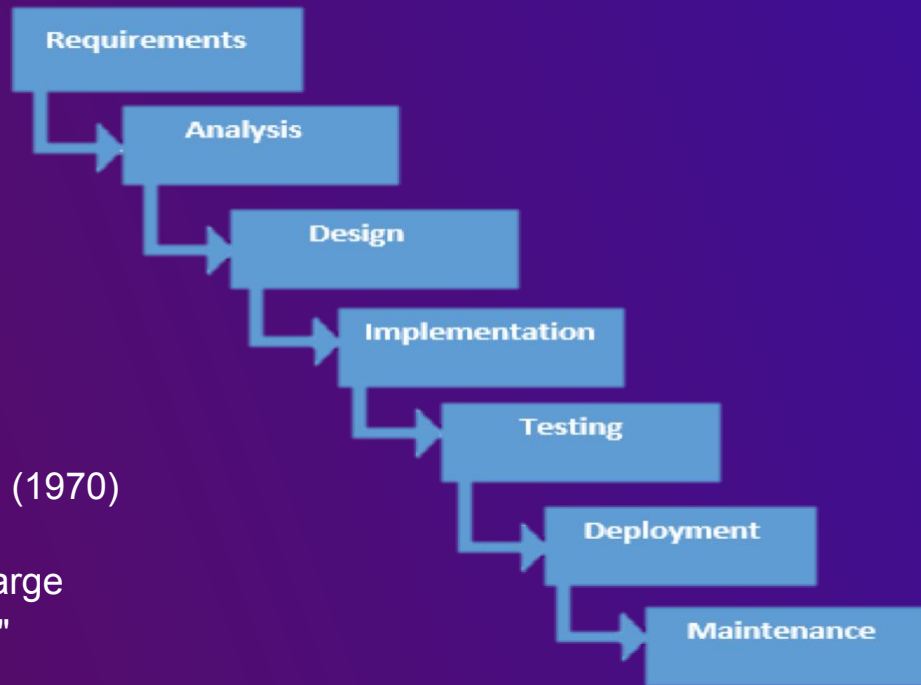 Requirements
Analysis
Design
Implementation
Testing
(1970)
Deployment
arge
"
Maintenance